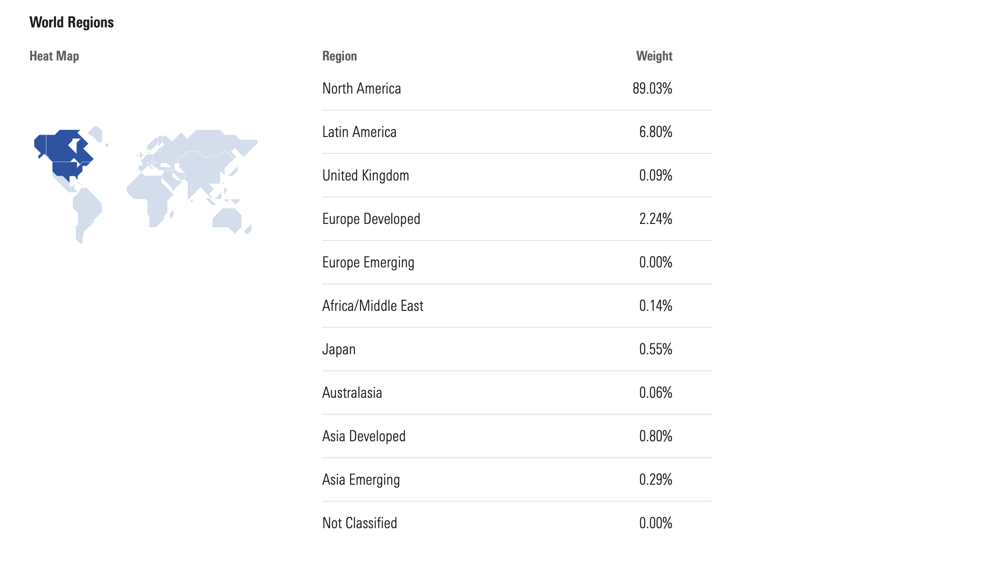 World Regions
Heat Map
Region Weight
North America 89.03%
Latin America 6.80%
United Kingdom 0.09%
Europe Developed 2.24%
Europe Emerging 0.00%
Africa/Middle East 0.14%
Japan 0.55%
Australasia 0.06%
Asia Developed 0.80%
Asia Emerging 0.29%
Not Classified 0.00%